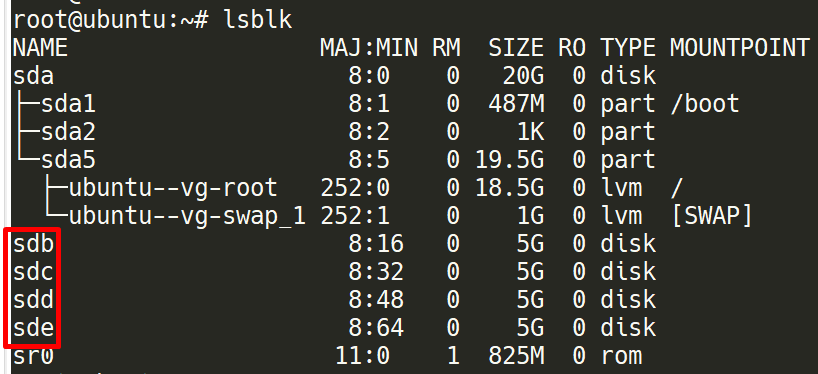 root@ubuntu:~# lsblk
NAME                  MAJ:MIN RM  SIZE RO TYPE MOUNTPOINT
sda                     8:0    0   20G  0 disk
├─sda1                  8:1    0  487M  0 part /boot
├─sda2                  8:2    0    1K  0 part
└─sda5                  8:5    0 19.5G  0 part
  ├─ubuntu--vg-root   252:0    0 18.5G  0 lvm  /
  └─ubuntu--vg-swap_1 252:1    0    1G  0 lvm  [SWAP]
sdb                     8:16   0    5G  0 disk
sdc                     8:32   0    5G  0 disk
sdd                     8:48   0    5G  0 disk
sde                     8:64   0    5G  0 disk
sr0                    11:0    1  825M  0 rom